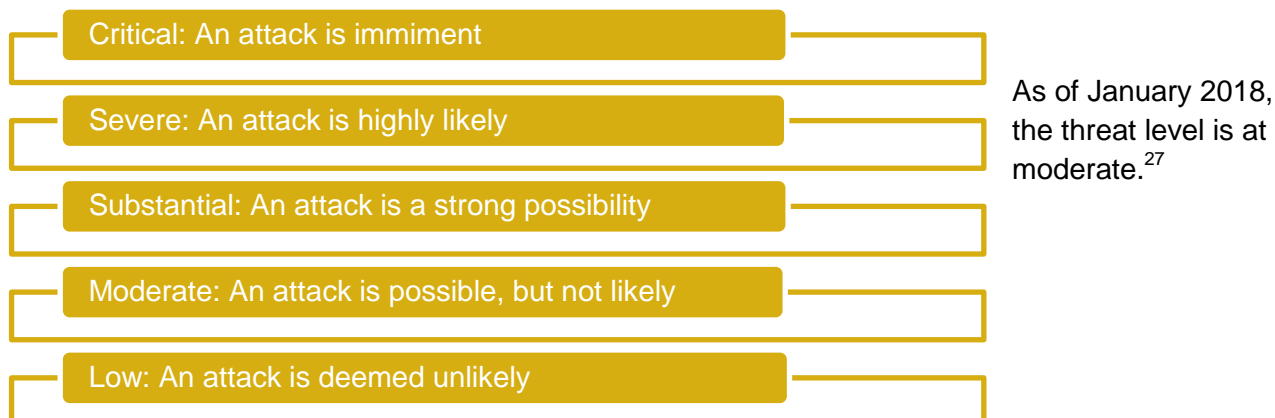 Critical: An attack is immiment
Severe: An attack is highly likely
Substantial: An attack is a strong possibility
Moderate: An attack is possible, but not likely
Low: An attack is deemed unlikely
As of January 2018,
the threat level is at
moderate.27